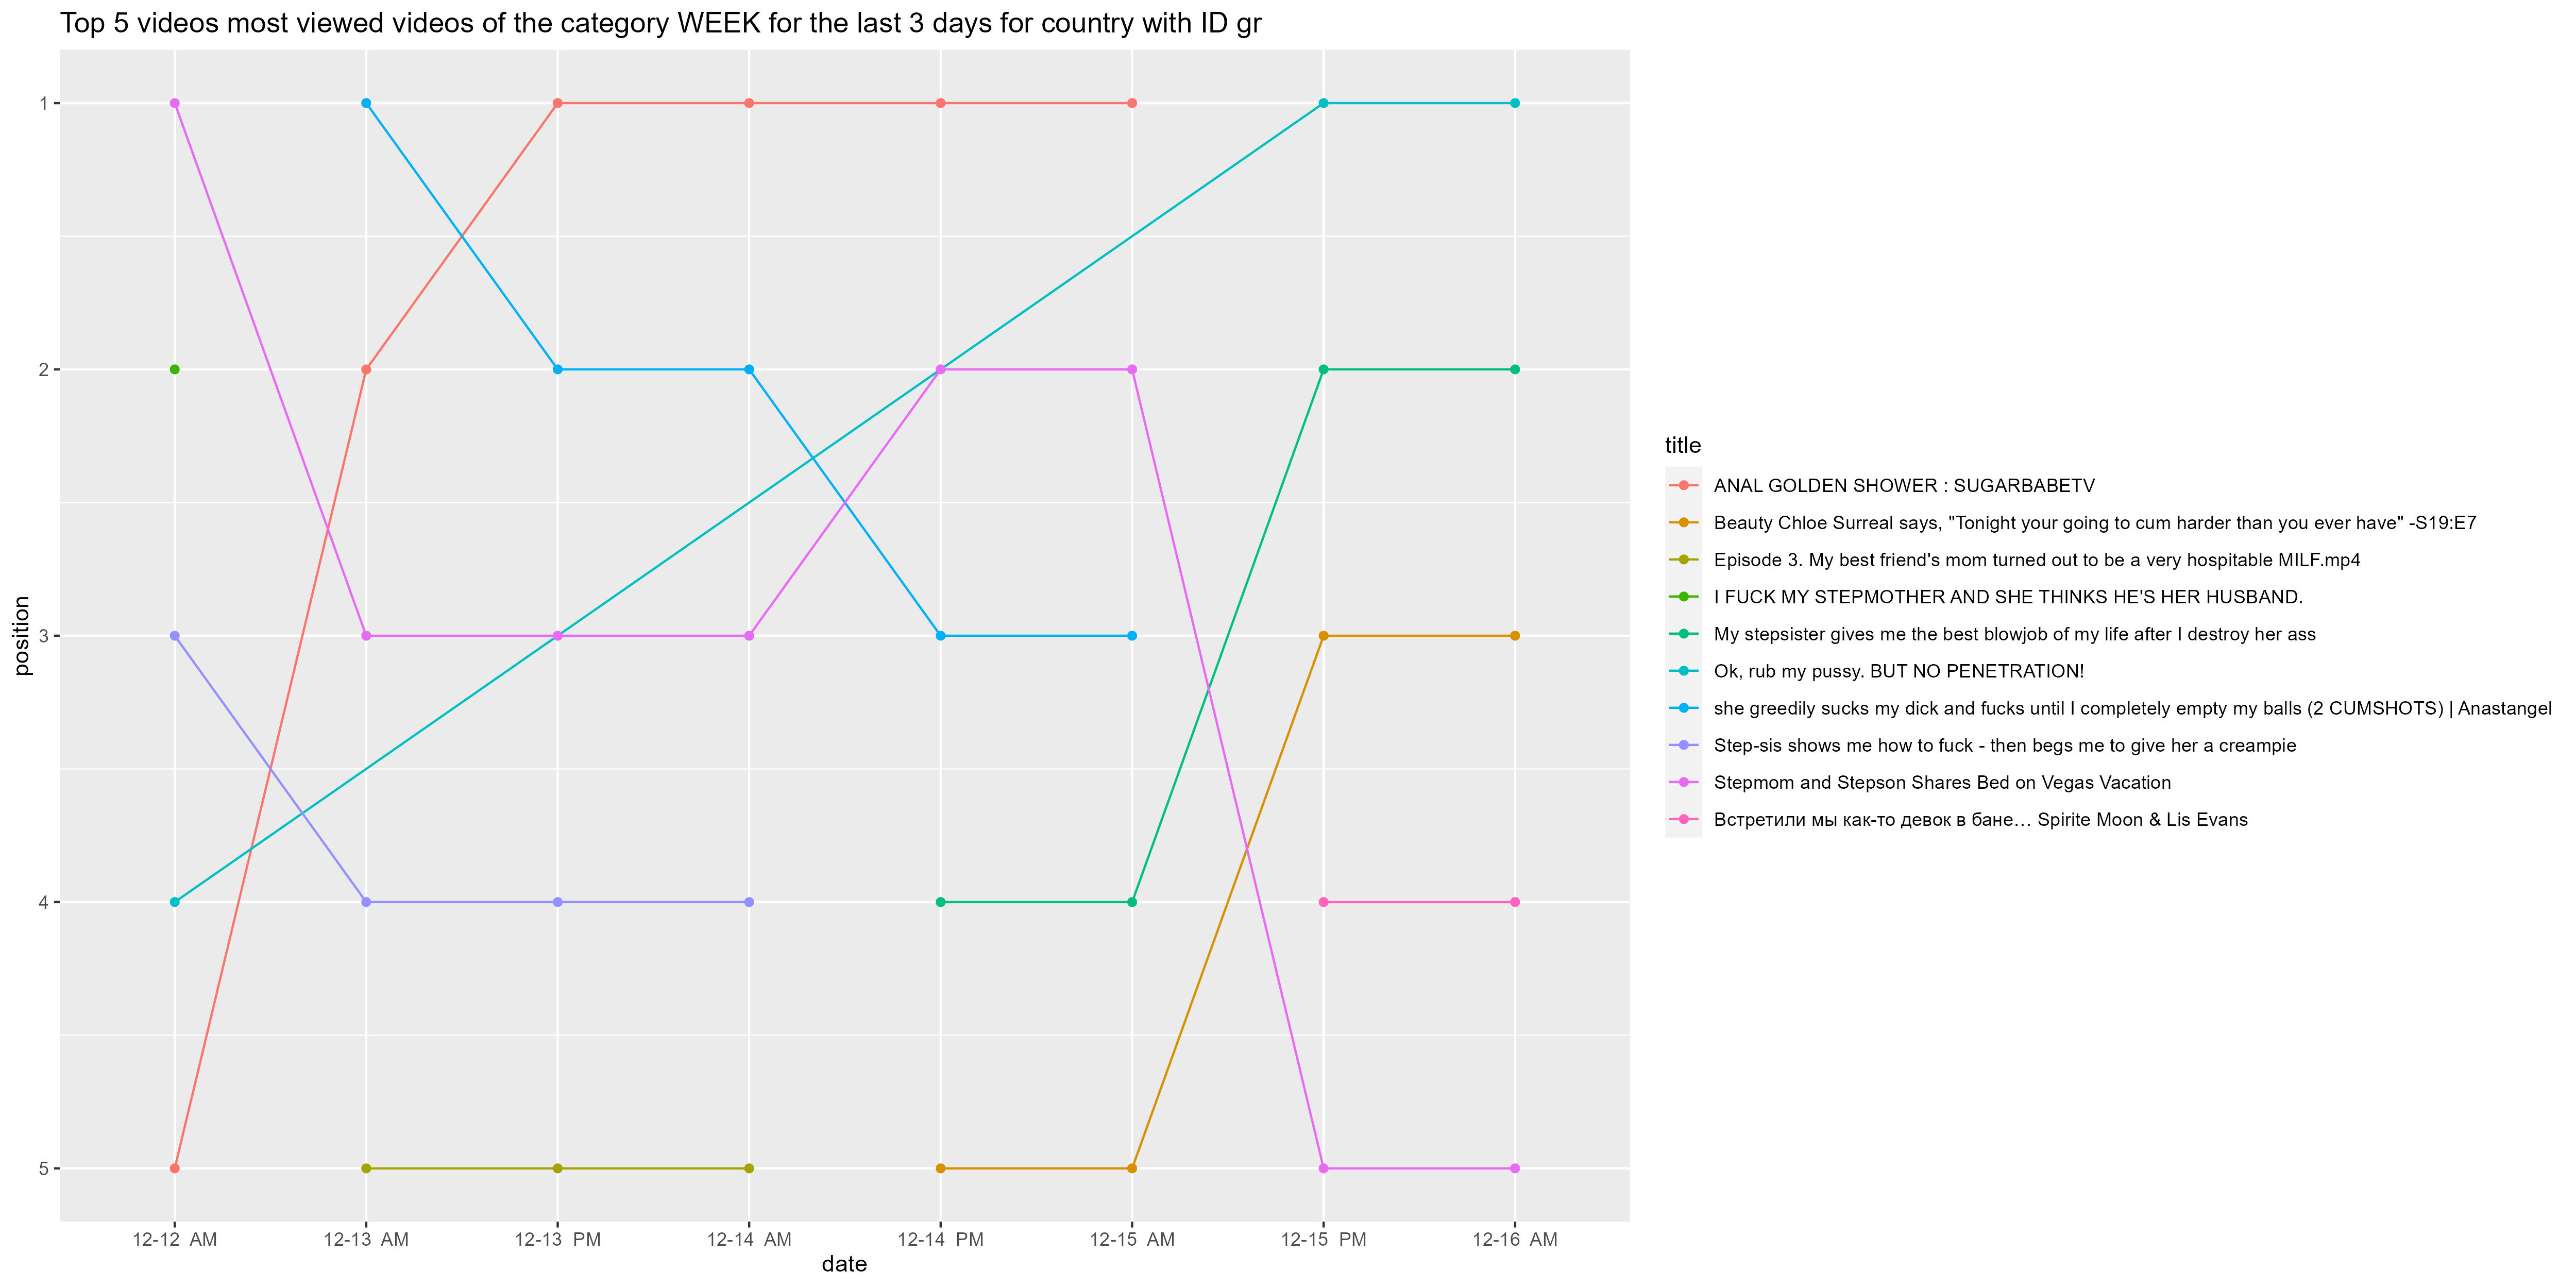 Top 5 videos most viewed videos of the category WEEK for the last 3 days for country with ID gr
position
1
2
3
4
5
12-12 AM
12-13 AM
12-13 PM
12-14 AM
12-14 PM
12-15 AM
12-15 PM
12-16 AM
date
title
ANAL GOLDEN SHOWER : SUGARBABETV
Beauty Chloe Surreal says, "Tonight your going to cum harder than you ever have" -S19:E7
Episode 3. My best friend's mom turned out to be a very hospitable MILF.mp4
I FUCK MY STEPMOTHER AND SHE THINKS HE'S HER HUSBAND.
My stepsister gives me the best blowjob of my life after I destroy her ass
Ok, rub my pussy. BUT NO PENETRATION!
she greedily sucks my dick and fucks until I completely empty my balls (2 CUMSHOTS) | Anastangel
Step-sis shows me how to fuck - then begs me to give her a creampie
Stepmom and Stepson Shares Bed on Vegas Vacation
Встретили мы как-то девок в бане… Spirite Moon & Lis Evans